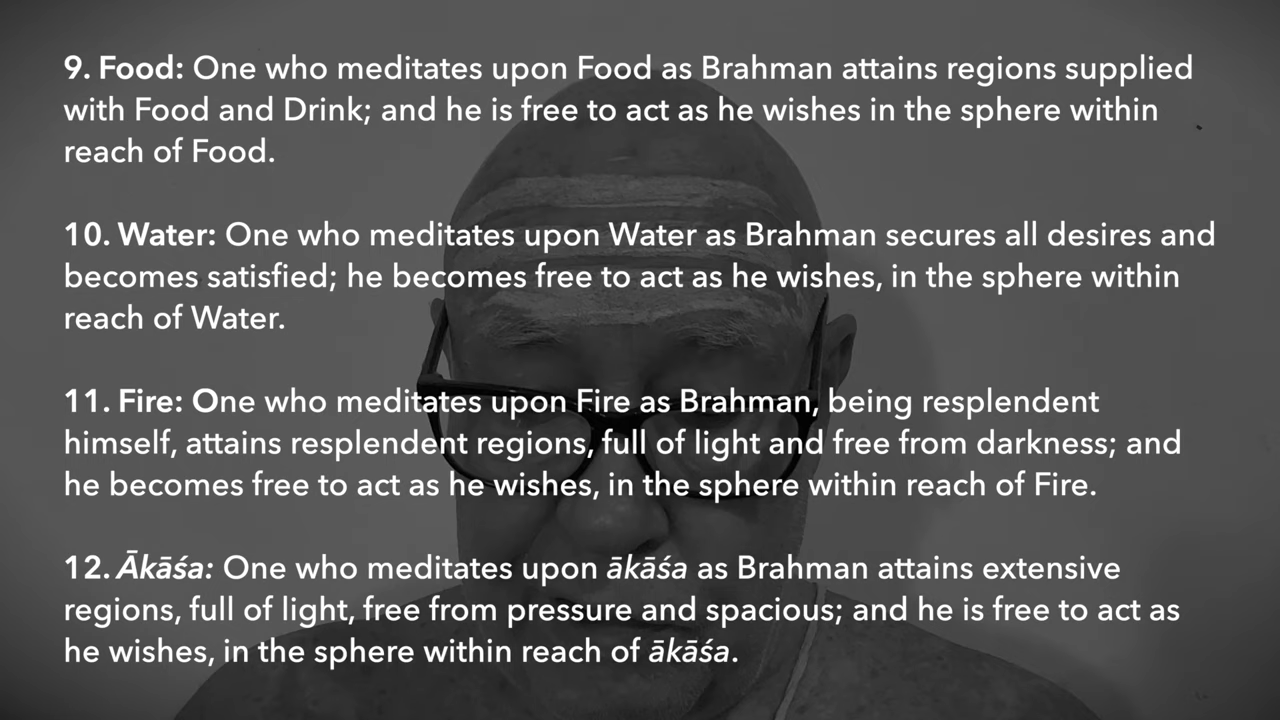 9. Food: One who meditates upon Food as Brahman attains regions supplied
with Food and Drink; and he is free to act as he wishes in the sphere within
reach of Food.
10. Water: One who meditates upon Water as Brahman secures all desires and
becomes satisfied; he becomes free to act as he wishes, in the sphere within
reach of Water.
11. Fire: One who meditates upon Fire as Brahman, being resplendent
himself, attains resplendent regions, full of light and free from darkness; and
he becomes free to act as he wishes, in the sphere within reach of Fire.
12. Ākāśa: One who meditates upon ākāśa as Brahman attains extensive
regions, full of light, free from pressure and spacious; and he is free to act as
he wishes, in the sphere within reach of ākāśa.